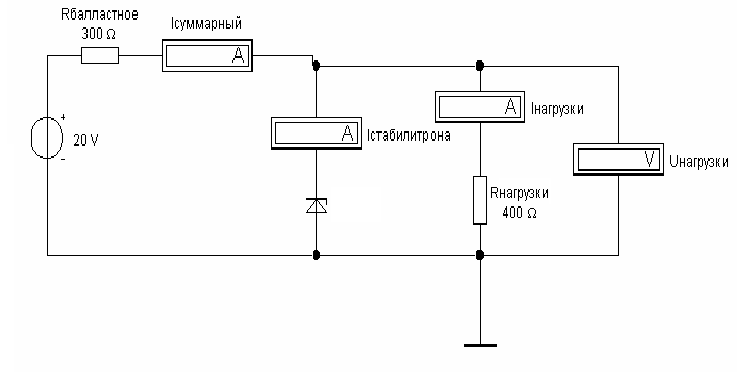 Rбалластное
300 Ω
Iсуммарный
A
A
Iстабилитрона
A
Iнагрузки
V
Uнагрузки
+
20 V
-
Rнагрузки
400 Ω